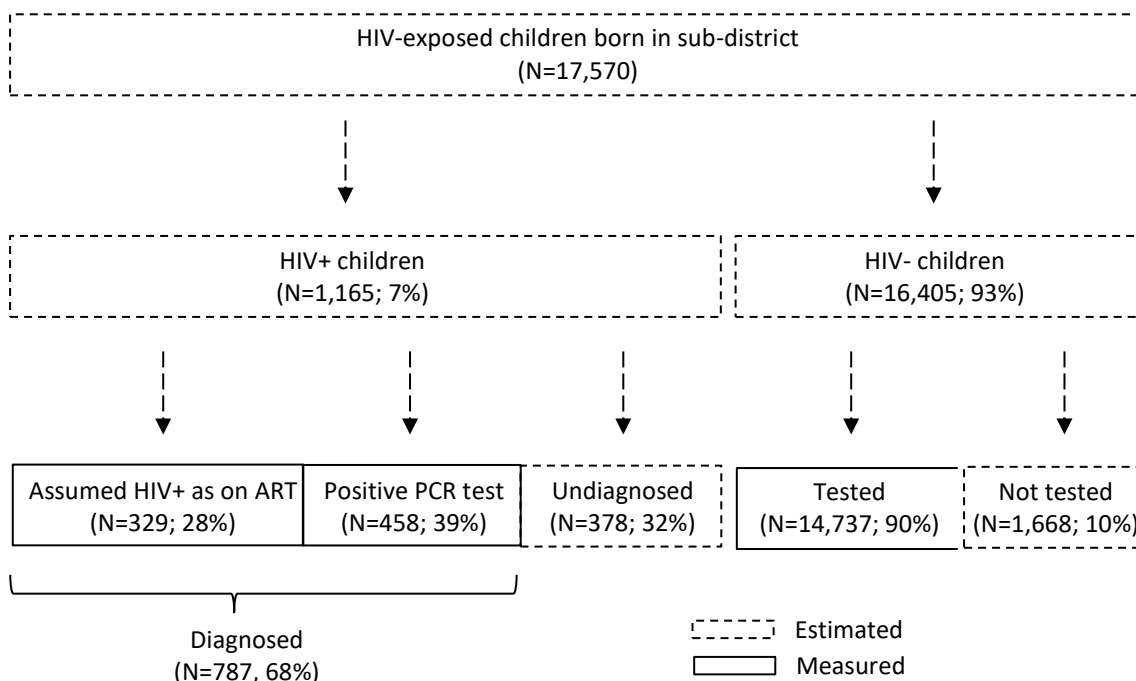 HIV-exposed children born in sub-district
(N=17,570)
HIV+ children
(N=1,165; 7%)
HIV- children
(N=16,405; 93%)
Assumed HIV+ as on ART
(N=329; 28%)
Positive PCR test
(N=458; 39%)
Undiagnosed
(N=378; 32%)
Tested
(N=14,737; 90%)
Not tested
(N=1,668; 10%)
Diagnosed
(N=787, 68%)
Estimated
Measured